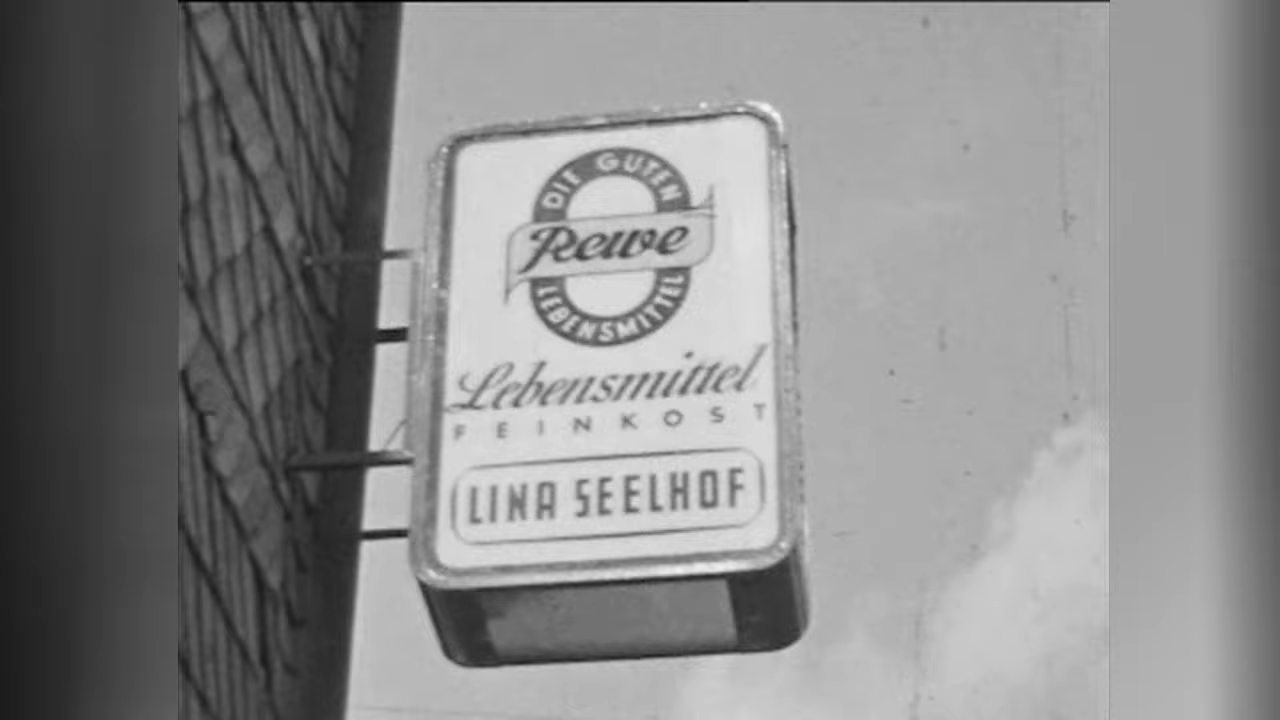 DIE GUTEN
Rewe
LEBENSMITTEL
Lebensmittel
FEINKOST
LINA SEELHOF